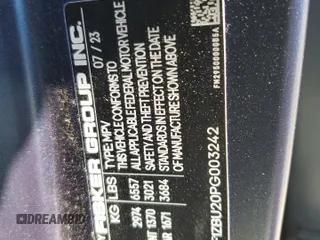 FISKER GROUP INC.
07 / 23
TYPE: MPV
THIS VEHICLE CONFORMS TO
ALL APPLICABLE FEDERAL MOTOR VEHICLE
SAFETY AND THEFT PREVENTION
STANDARDS IN EFFECT ON THE DATE
OF MANUFACTURE SHOWN ABOVE
KG LBS
2974 6557
1370 3021
1671 3684
FM29500000085A
DREAMBID